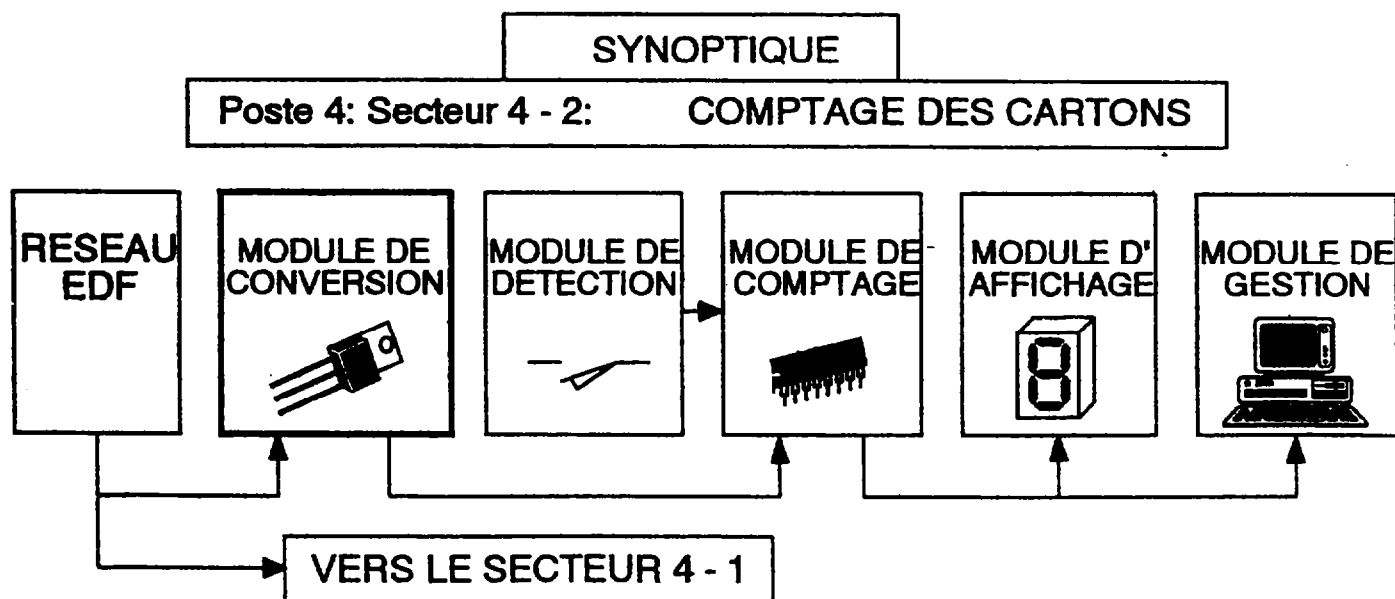 SYNOPTIQUE
Poste 4: Secteur 4 - 2: COMPTAGE DES CARTONS
RESEAU
EDF
MODULE DE
CONVERSION
MODULE DE
DETECTION
MODULE DE
COMPTAGE
MODULE D'
AFFICHAGE
MODULE DE
GESTION
VERS LE SECTEUR 4 - 1